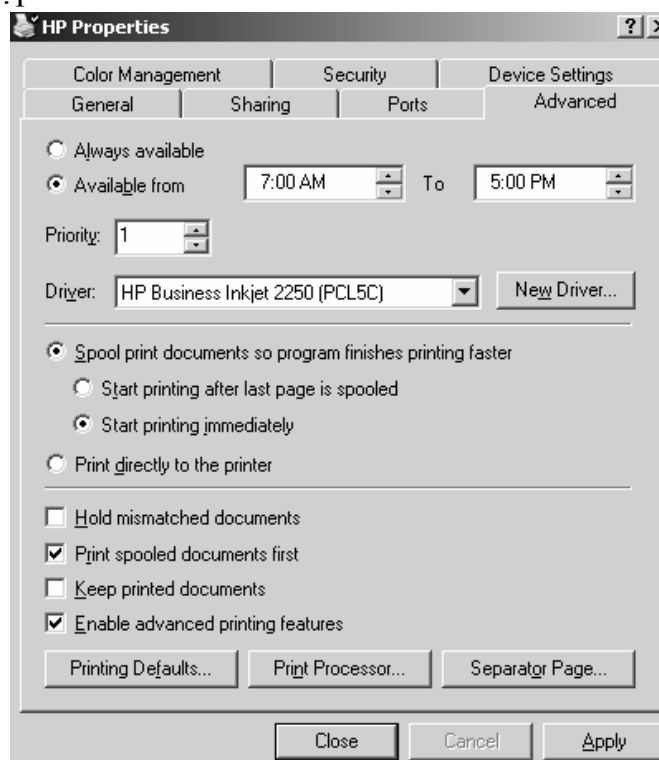 :p
HP Properties
Color Management Security Device Settings
General Sharing Ports Advanced
Always available
Available from 7:00 AM To 5:00 PM
Priority: 1
Driver: HP Business Inkjet 2250 (PCL5C) New Driver...
Spool print documents so program finishes printing faster
Start printing after last page is spooled
Start printing immediately
Print directly to the printer
Hold mismatched documents
Print spooled documents first
Keep printed documents
Enable advanced printing features
Printing Defaults... Print Processor... Separator Page...
Close Cancel Apply